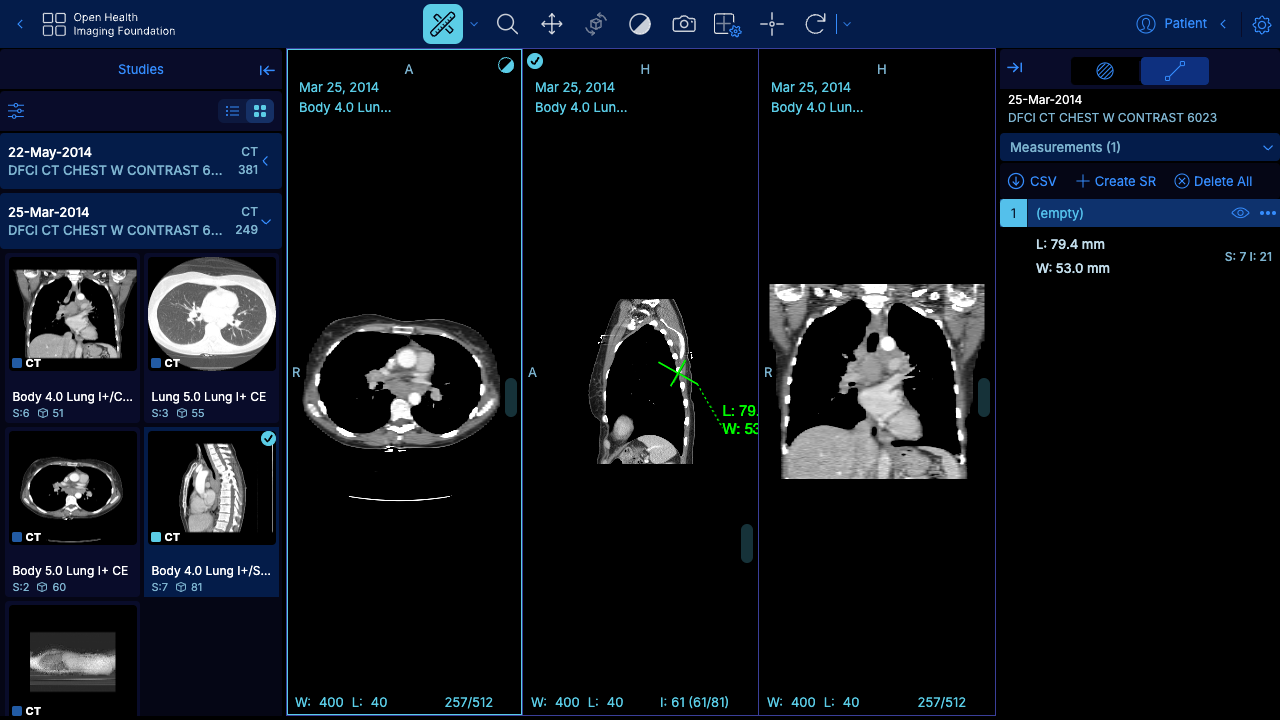 Open Health
Imaging Foundation
Patient
Studies
22-May-2014
CT
DFCI CT CHEST W CONTRAST 6...
381
25-Mar-2014
CT
DFCI CT CHEST W CONTRAST 6...
249
CT
Body 4.0 Lung I+/C...
S:6
51
CT
Lung 5.0 Lung I+ CE
S:3
55
CT
Body 5.0 Lung I+ CE
S:2
60
CT
Body 4.0 Lung I+/S...
S:7
81
CT
A
Mar 25, 2014
Body 4.0 Lun...
R
W: 400 L: 40
257/512
H
Mar 25, 2014
Body 4.0 Lun...
A
L: 79.
W: 53
W: 400 L: 40
I: 61 (61/81)
H
Mar 25, 2014
Body 4.0 Lun...
R
W: 400 L: 40
257/512
25-Mar-2014
DFCI CT CHEST W CONTRAST 6023
Measurements (1)
CSV
Create SR
Delete All
1
(empty)
L: 79.4 mm
W: 53.0 mm
S: 7 I: 21